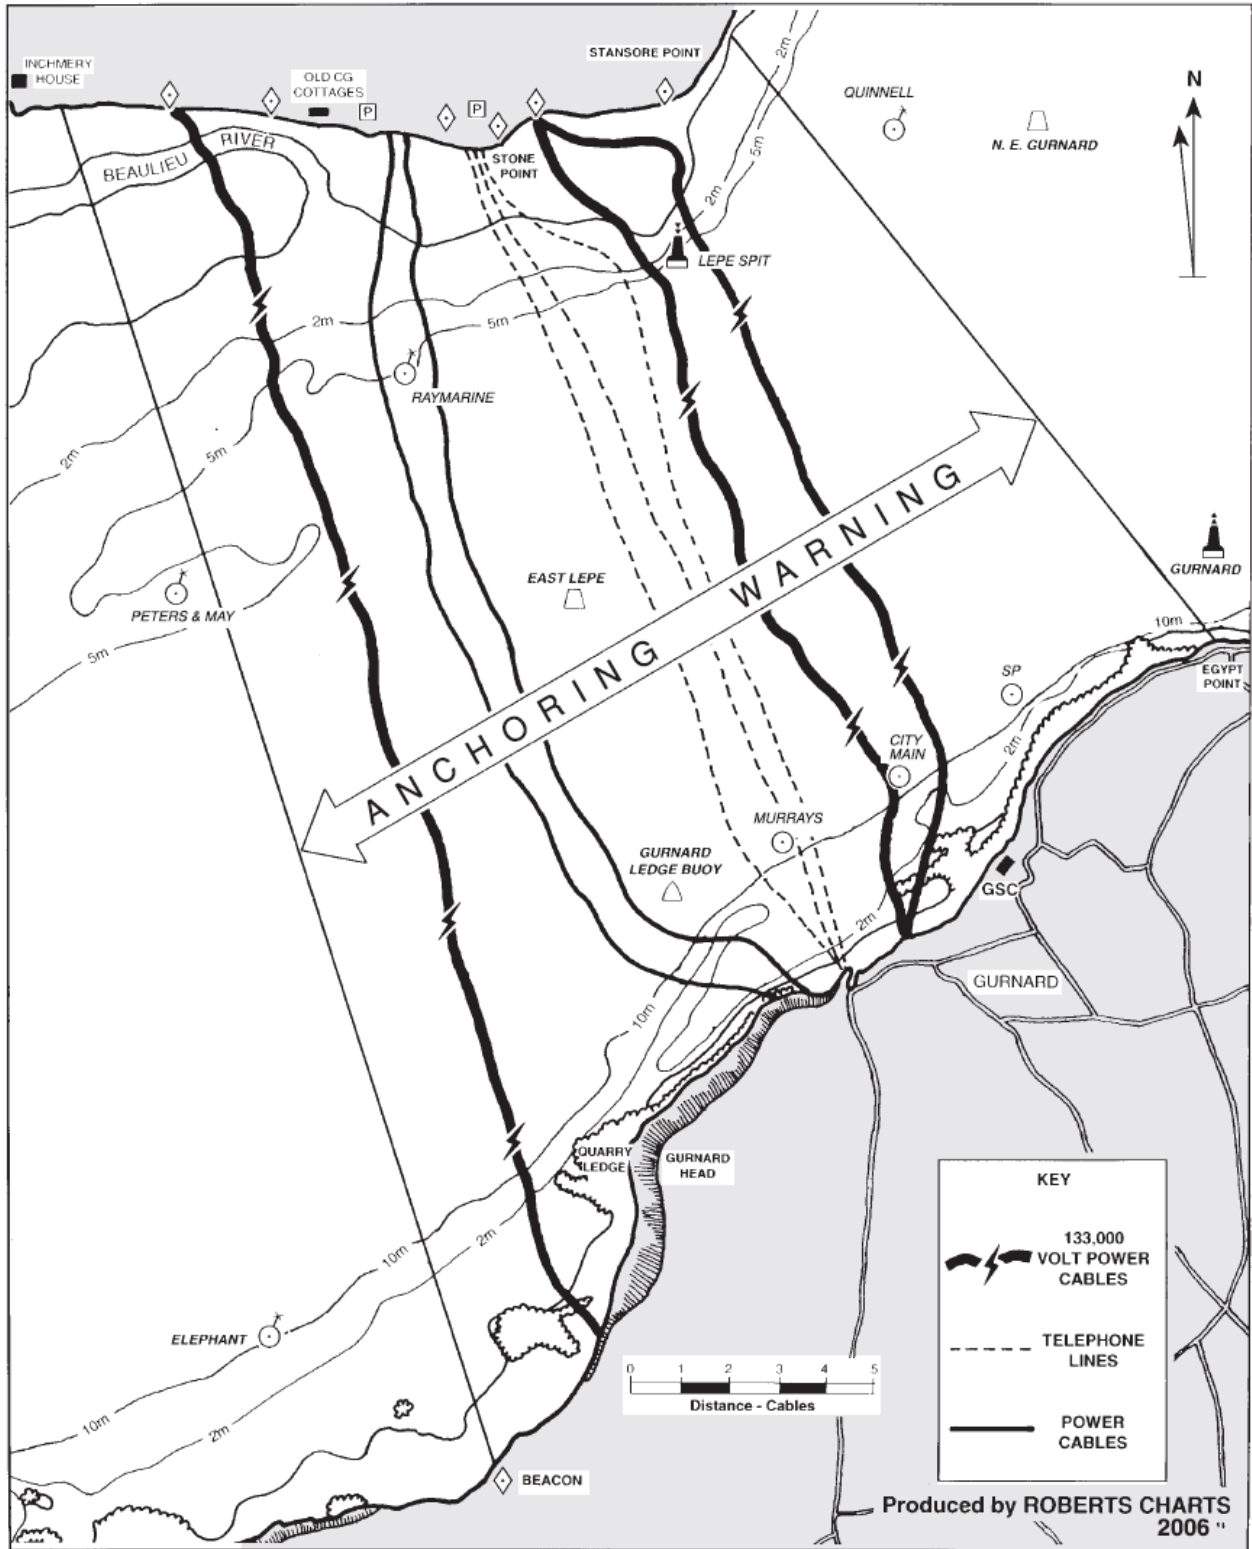 INCHMERY
HOUSE
OLD CG
COTTAGES
P
P
STANSORE POINT
2m
QUINNELL
N
N. E. GURNARD
BEAULIEU RIVER
STONE
POINT
5m
2m
LEPE SPIT
2m
5m
RAYMARINE
2m
5m
ANCHORING WARNING
EAST LEPE
PETERS & MAY
5m
GURNARD
10m
EGYPT
POINT
SP
2m
CITY
MAIN
MURRAYS
GURNARD
LEDGE BUOY
GSC
2m
GURNARD
10m
QUARRY
LEDGE
GURNARD
HEAD
10m
2m
ELEPHANT
10m
2m
BEACON
0 1 2 3 4 5
Distance - Cables
KEY
133,000
VOLT POWER
CABLES
TELEPHONE
LINES
POWER
CABLES
Produced by ROBERTS CHARTS
2006